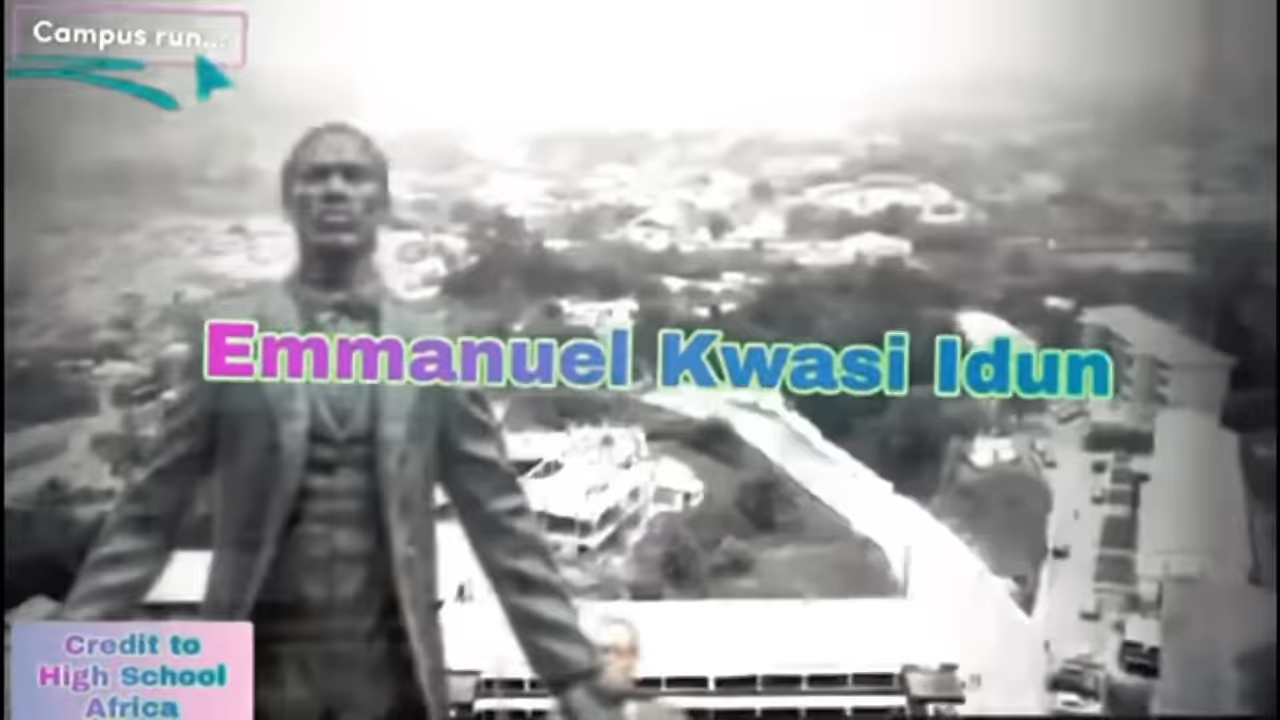 Campus run...
Emmanuel Kwasi Idun
Credit to
High School
Africa